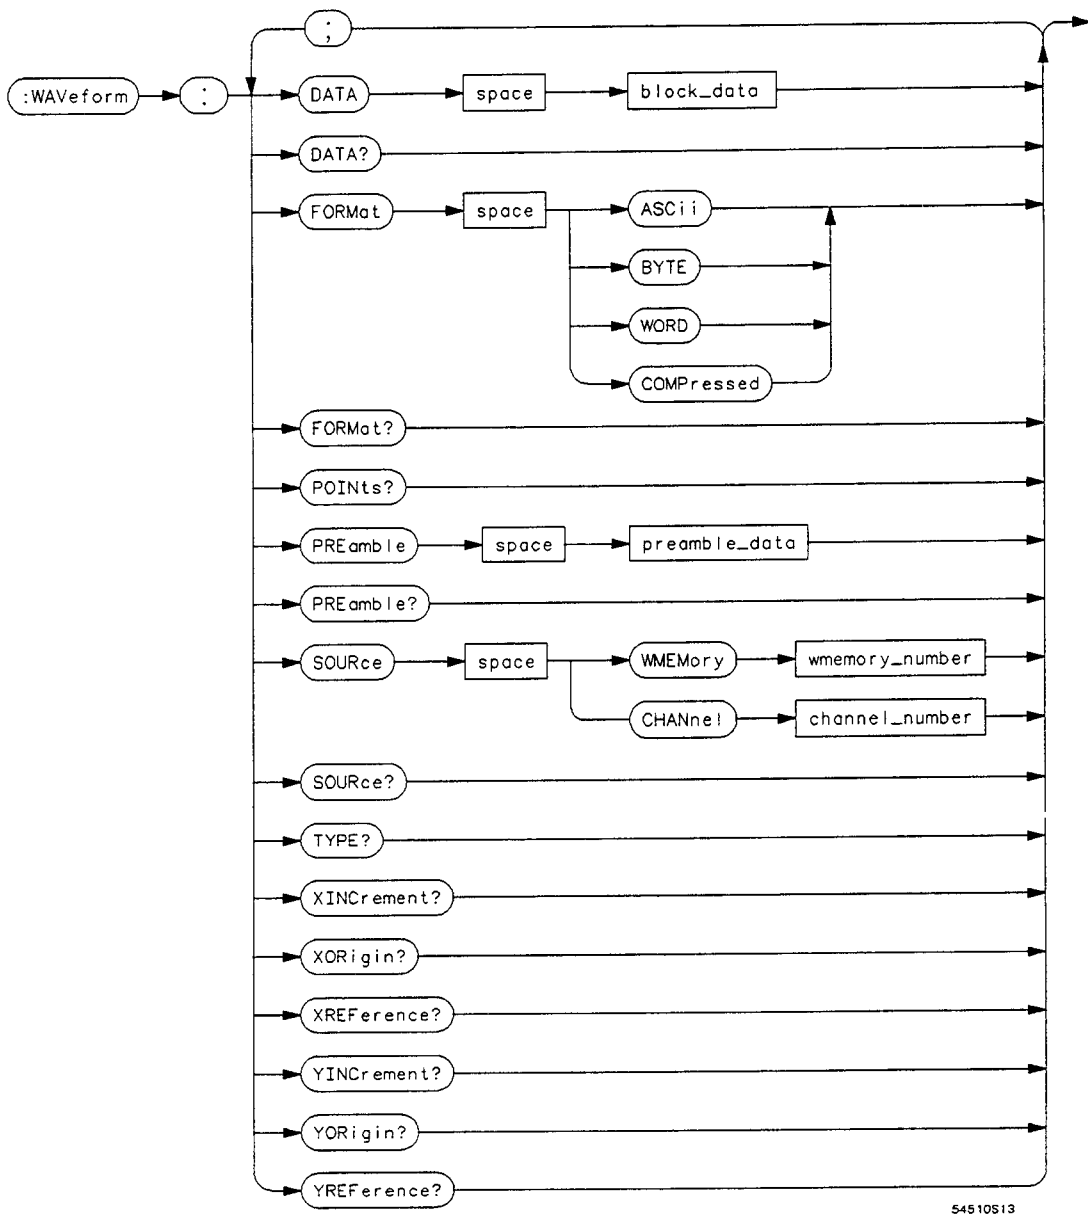 ;
:WAVeform : DATA space block_data
DATA?
FORMat space ASCii
BYTE
WORD
COMPressed
FORMat?
POINts?
PREamble space preamble_data
PREamble?
SOURce space WMEMory wmemory_number
CHANnel channel_number
SOURce?
TYPE?
XINCrement?
XORigin?
XREFerence?
YINCrement?
YORigin?
YREFerence?
54510S13